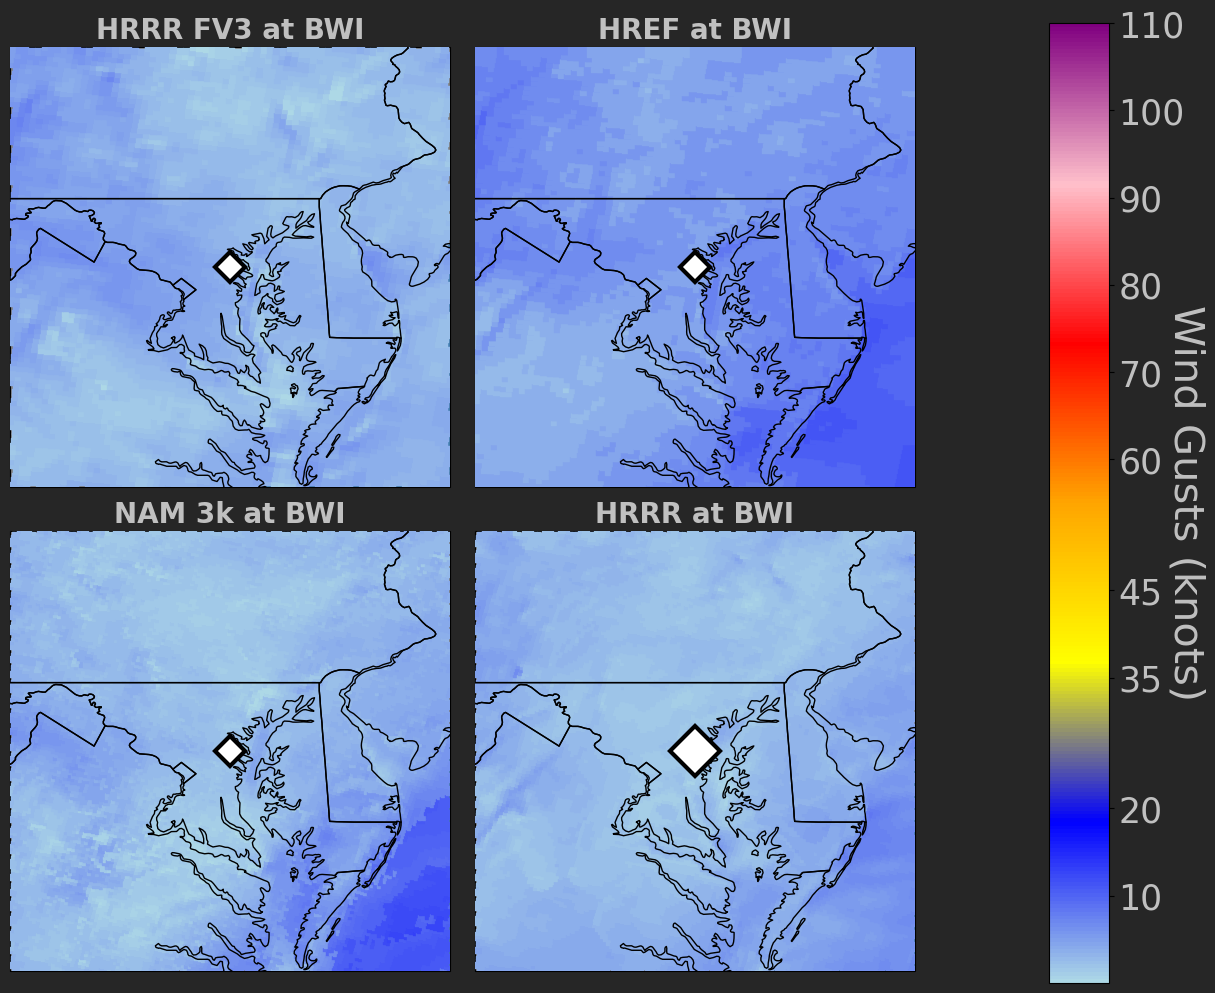 HRRR FV3 at BWI
HREF at BWI
NAM 3k at BWI
HRRR at BWI
110
100
90
80
70
60
45
35
20
10
Wind Gusts (knots)